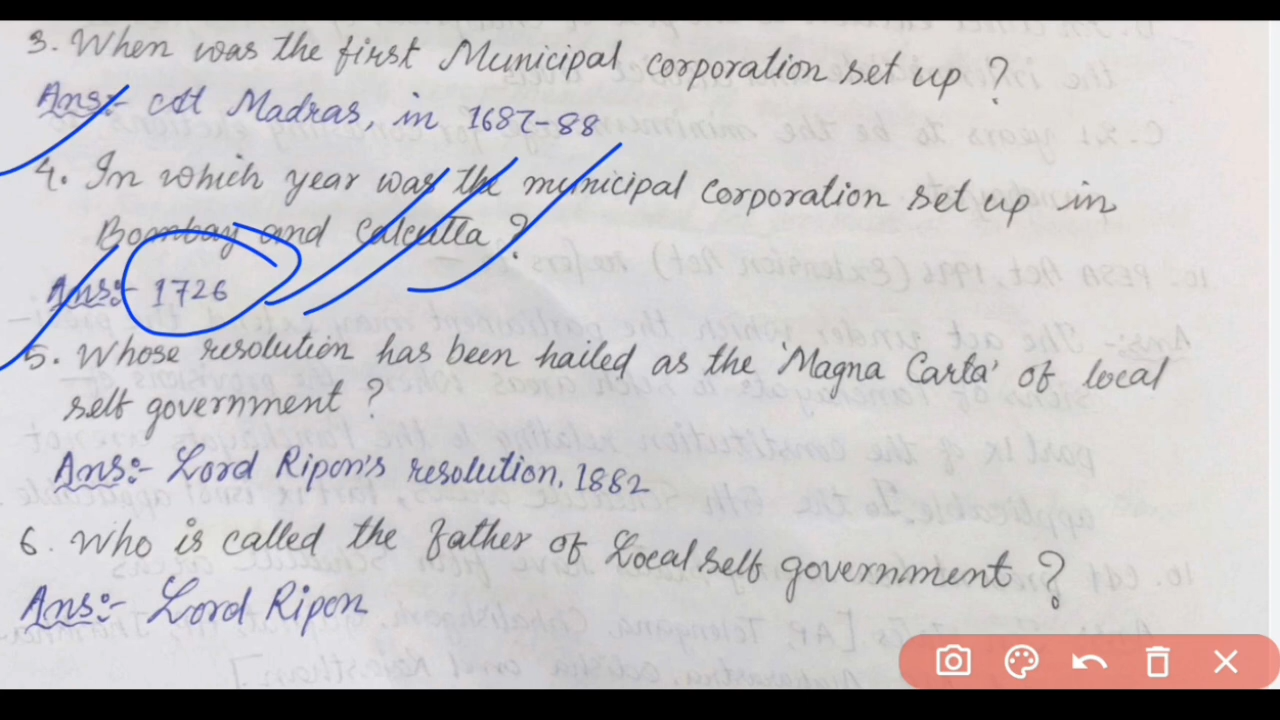 3. When was the first Municipal corporation set up ?
Ans:- At Madras, in 1687-88
4. In which year was the municipal corporation set up in
Bombay and Calcutta ?
Ans:- 1726
5. Whose resolution has been hailed as the 'Magna Carta' of local
self government ?
Ans:- Lord Ripon's resolution, 1882
6. Who is called the father of Local self government ?
Ans:- Lord Ripon